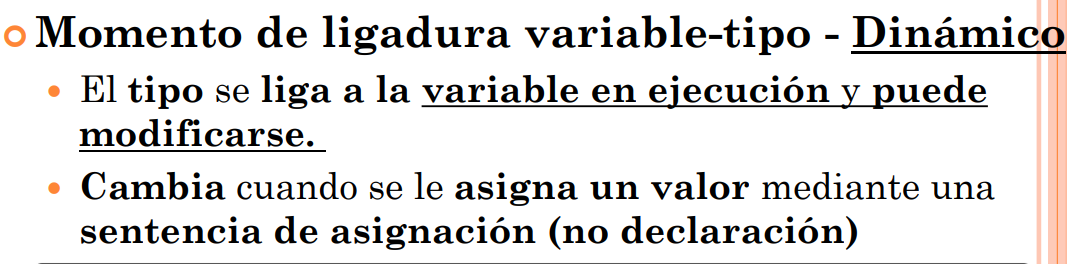 Momento de ligadura variable-tipo - Dinámico
El tipo se liga a la variable en ejecución y puede
modificarse.
Cambia cuando se le asigna un valor mediante una
sentencia de asignación (no declaración)